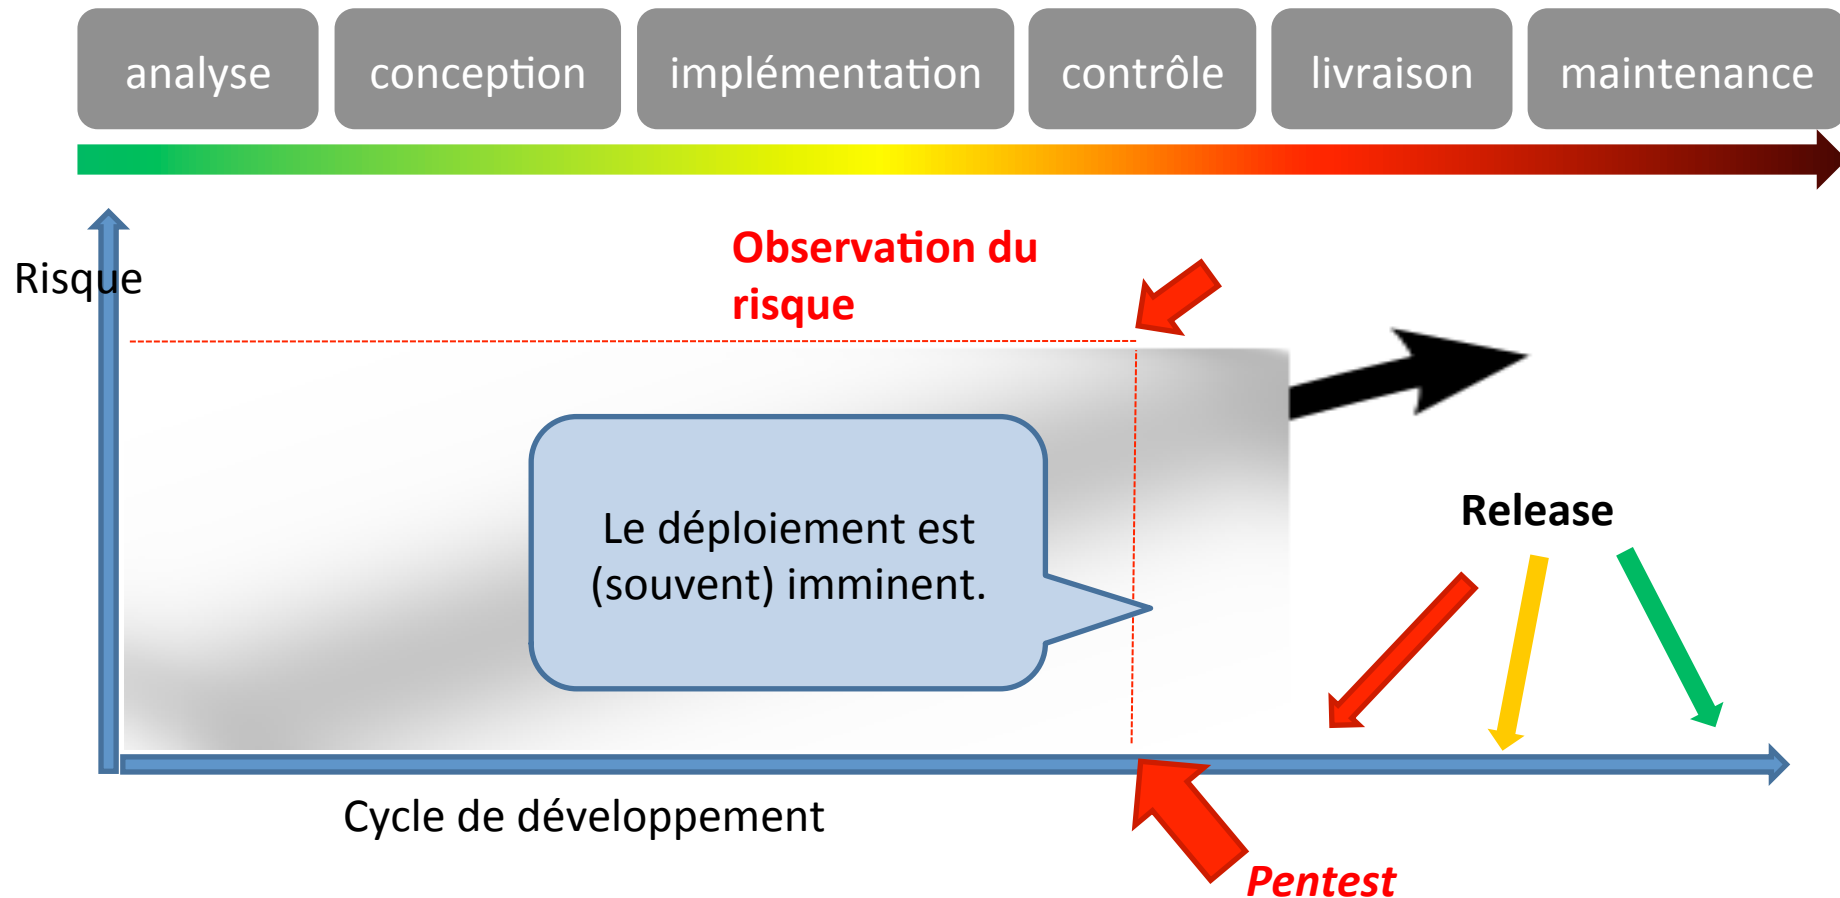 analyse
conception
implémentation
contrôle
livraison
maintenance
Risque
Observation du
risque
Le déploiement est
(souvent) imminent.
Release
Cycle de développement
Pentest